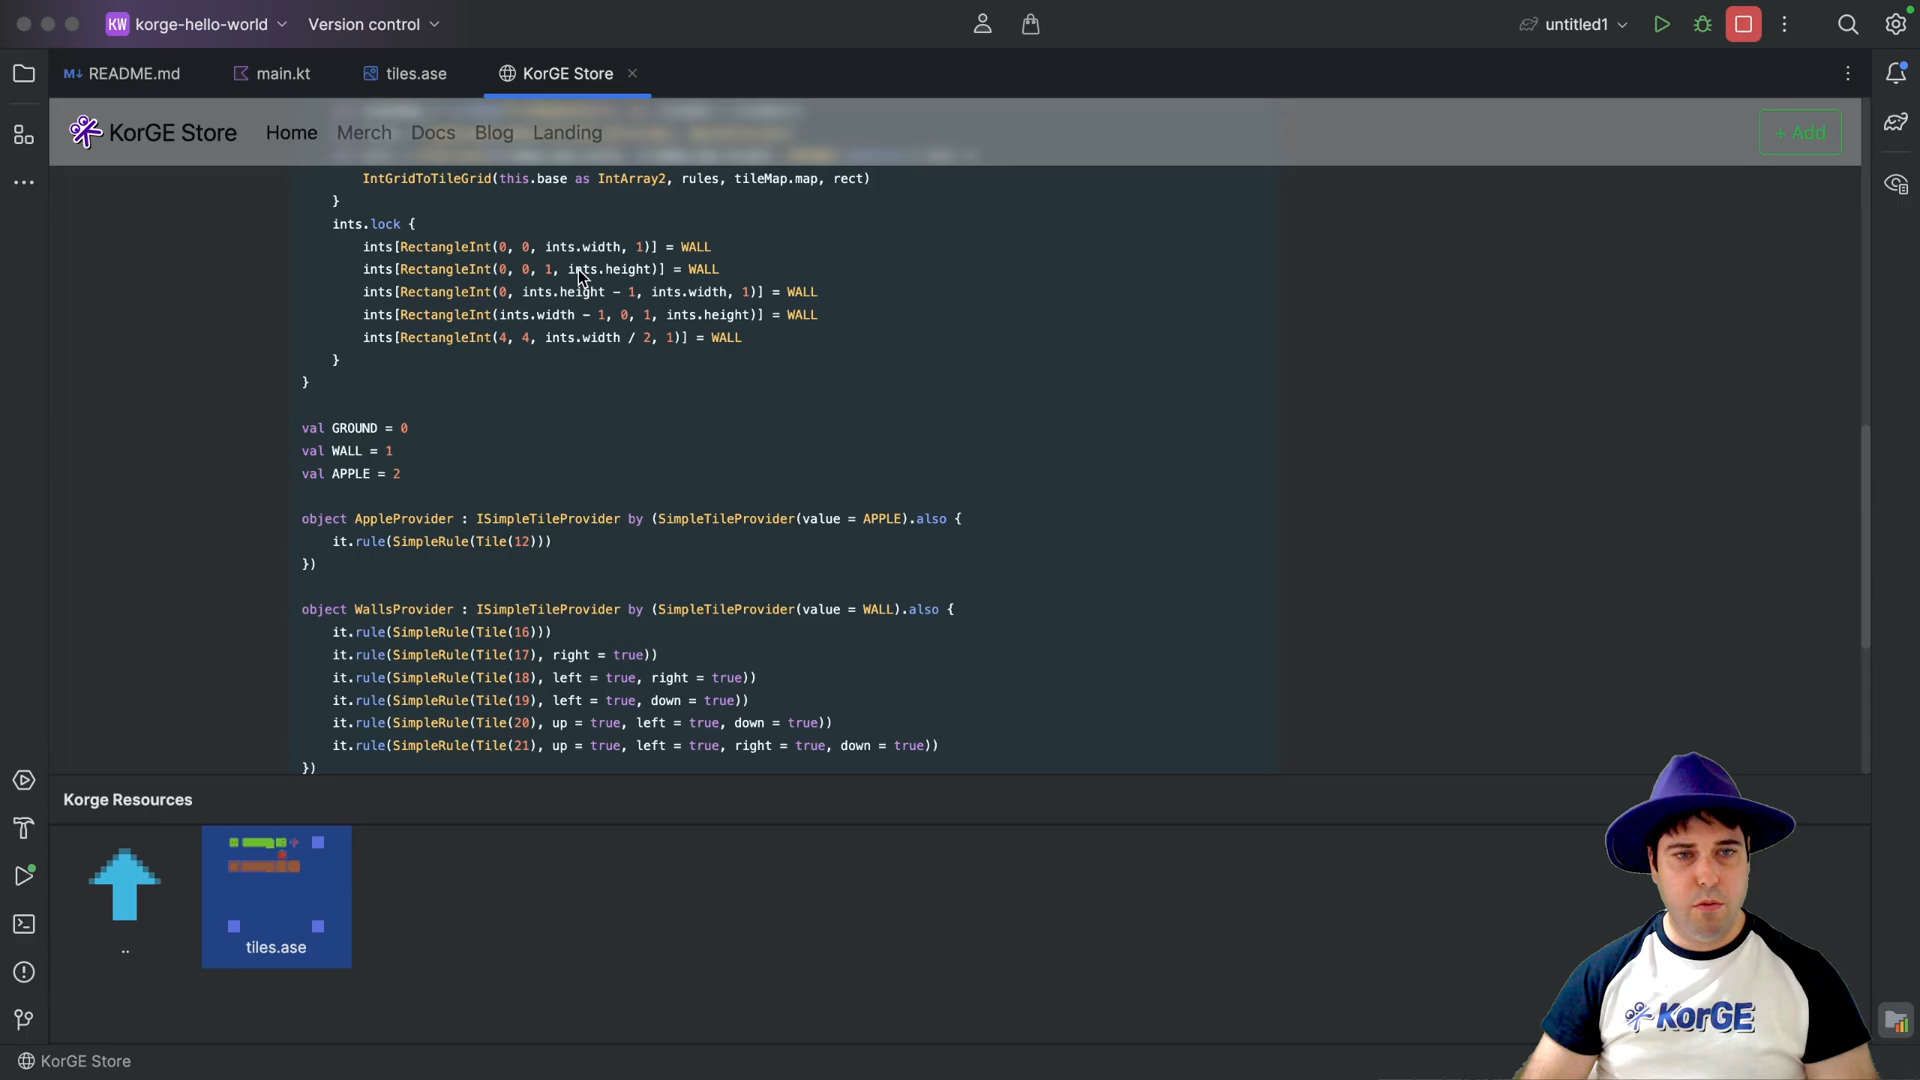 KW korge-hello-world Version control untitled1
README.md main.kt tiles.ase KorGE Store
KorGE Store Home Merch Docs Blog Landing + Add
IntGridToTileGrid(this.base as IntArray2, rules, tileMap.map, rect)
}
ints.lock {
ints[RectangleInt(0, 0, ints.width, 1)] = WALL
ints[RectangleInt(0, 0, 1, ints.height)] = WALL
ints[RectangleInt(0, ints.height - 1, ints.width, 1)] = WALL
ints[RectangleInt(ints.width - 1, 0, 1, ints.height)] = WALL
ints[RectangleInt(4, 4, ints.width / 2, 1)] = WALL
}
}
val GROUND = 0
val WALL = 1
val APPLE = 2
object AppleProvider : ISimpleTileProvider by (SimpleTileProvider(value = APPLE).also {
it.rule(SimpleRule(Tile(12)))
})
object WallsProvider : ISimpleTileProvider by (SimpleTileProvider(value = WALL).also {
it.rule(SimpleRule(Tile(16)))
it.rule(SimpleRule(Tile(17), right = true))
it.rule(SimpleRule(Tile(18), left = true, right = true))
it.rule(SimpleRule(Tile(19), left = true, down = true))
it.rule(SimpleRule(Tile(20), up = true, left = true, down = true))
it.rule(SimpleRule(Tile(21), up = true, left = true, right = true, down = true))
})
Korge Resources
..
tiles.ase
KorGE
KorGE Store